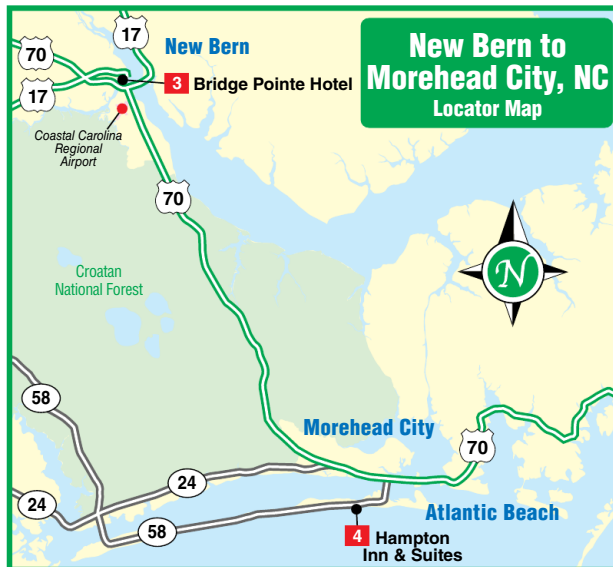 New Bern to
Morehead City, NC
Locator Map
17
70
New Bern
3 Bridge Pointe Hotel
17
Coastal Carolina
Regional
Airport
70
N
Croatan
National Forest
58
Morehead City
70
24
24
Atlantic Beach
58
4 Hampton
Inn & Suites